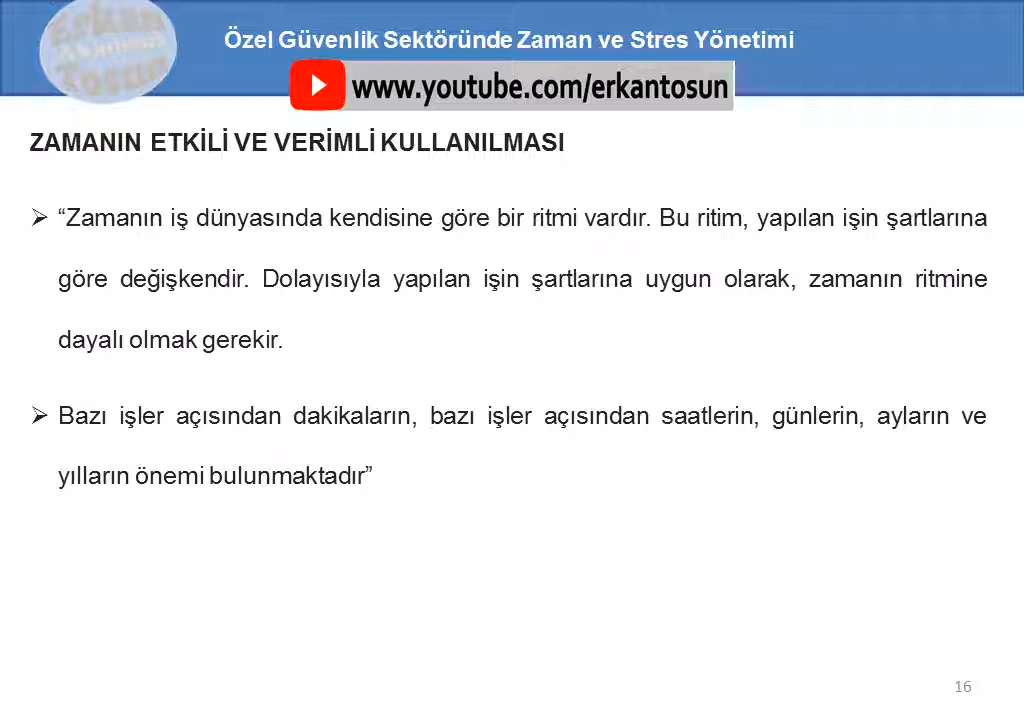 Erkan
Akademi
Tosun
Özel Güvenlik Sektöründe Zaman ve Stres Yönetimi
www.youtube.com/erkantosun
ZAMANIN ETKİLİ VE VERİMLİ KULLANILMASI
➢ “Zamanın iş dünyasında kendisine göre bir ritmi vardır. Bu ritim, yapılan işin şartlarına
göre değişkendir. Dolayısıyla yapılan işin şartlarına uygun olarak, zamanın ritmine
dayalı olmak gerekir.
➢ Bazı işler açısından dakikaların, bazı işler açısından saatlerin, günlerin, ayların ve
yılların önemi bulunmaktadır”
16